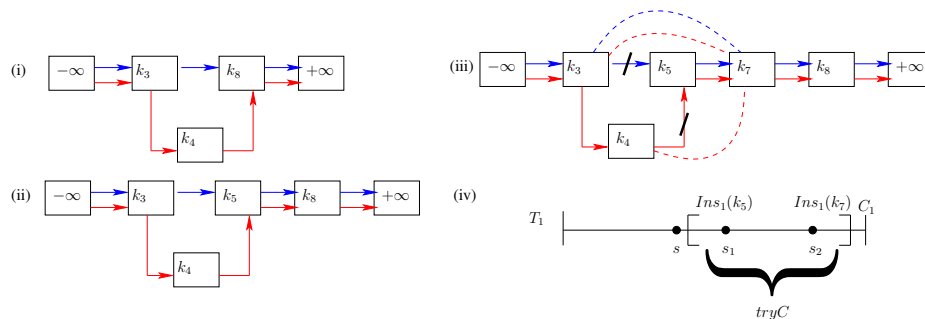 (i) −∞ k₃ k₈ +∞
k₄
(ii) −∞ k₃ k₅ k₈ +∞
k₄
(iii) −∞ k₃ k₅ k₇ k₈ +∞
k₄
(iv) Ins₁(k₅) Ins₁(k₇) C₁
T₁
s s₁ s₂
tryC